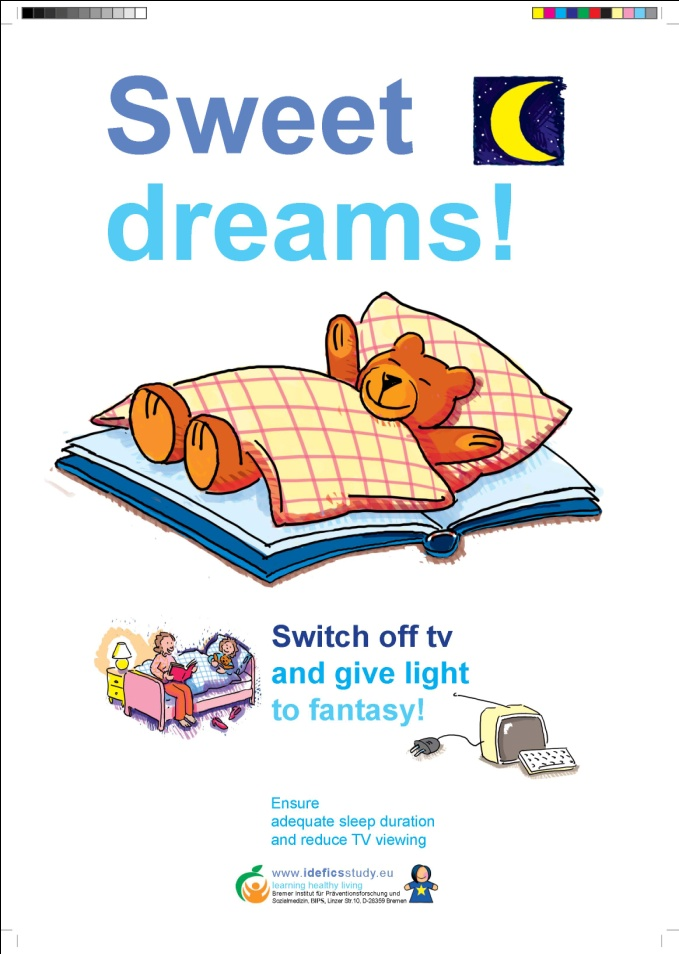 Sweet
dreams!
Switch off tv
and give light
to fantasy!
Ensure
adequate sleep duration
and reduce TV viewing
www.ideficsstudy.eu
learning healthy living
Bremer Institut für Präventionsforschung und
Sozialmedizin, BIPS, Linzer Str.10, D-28359 Bremen